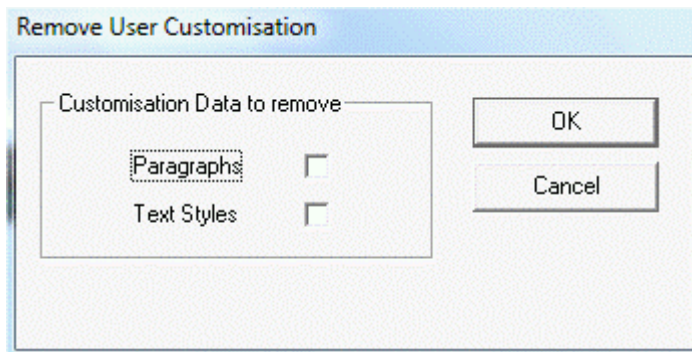 Remove User Customisation
Customisation Data to remove
OK
Paragraphs
Cancel
Text Styles